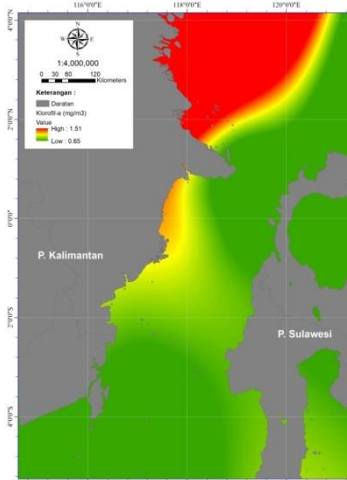 116°0'0"E 118°0'0"E 120°0'0"E
4°0'0"N
2°0'0"N
0°0'0"
2°0'0"S
4°0'0"S
N
W E
S
1:4,000,000
0 30 60 120
Kilometers
Keterangan :
Daratan
Klorofil-a (mg/m3)
Value
High : 1.51
Low : 0.65
P. Kalimantan
P. Sulawesi